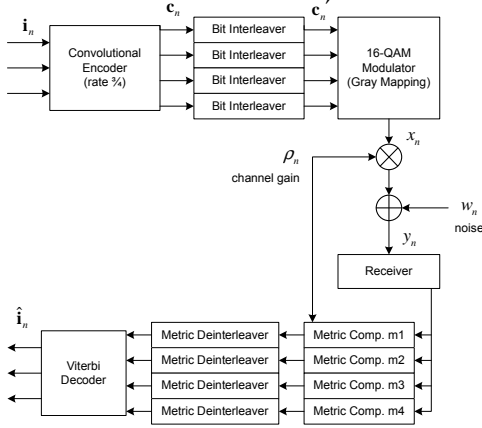 i_n
c_n
c_n′
Convolutional
Encoder
(rate ¾)
Bit Interleaver
Bit Interleaver
Bit Interleaver
Bit Interleaver
16-QAM
Modulator
(Gray Mapping)
x_n
ρ_n
channel gain
w_n
noise
y_n
Receiver
î_n
Viterbi
Decoder
Metric Deinterleaver
Metric Comp. m1
Metric Deinterleaver
Metric Comp. m2
Metric Deinterleaver
Metric Comp. m3
Metric Deinterleaver
Metric Comp. m4